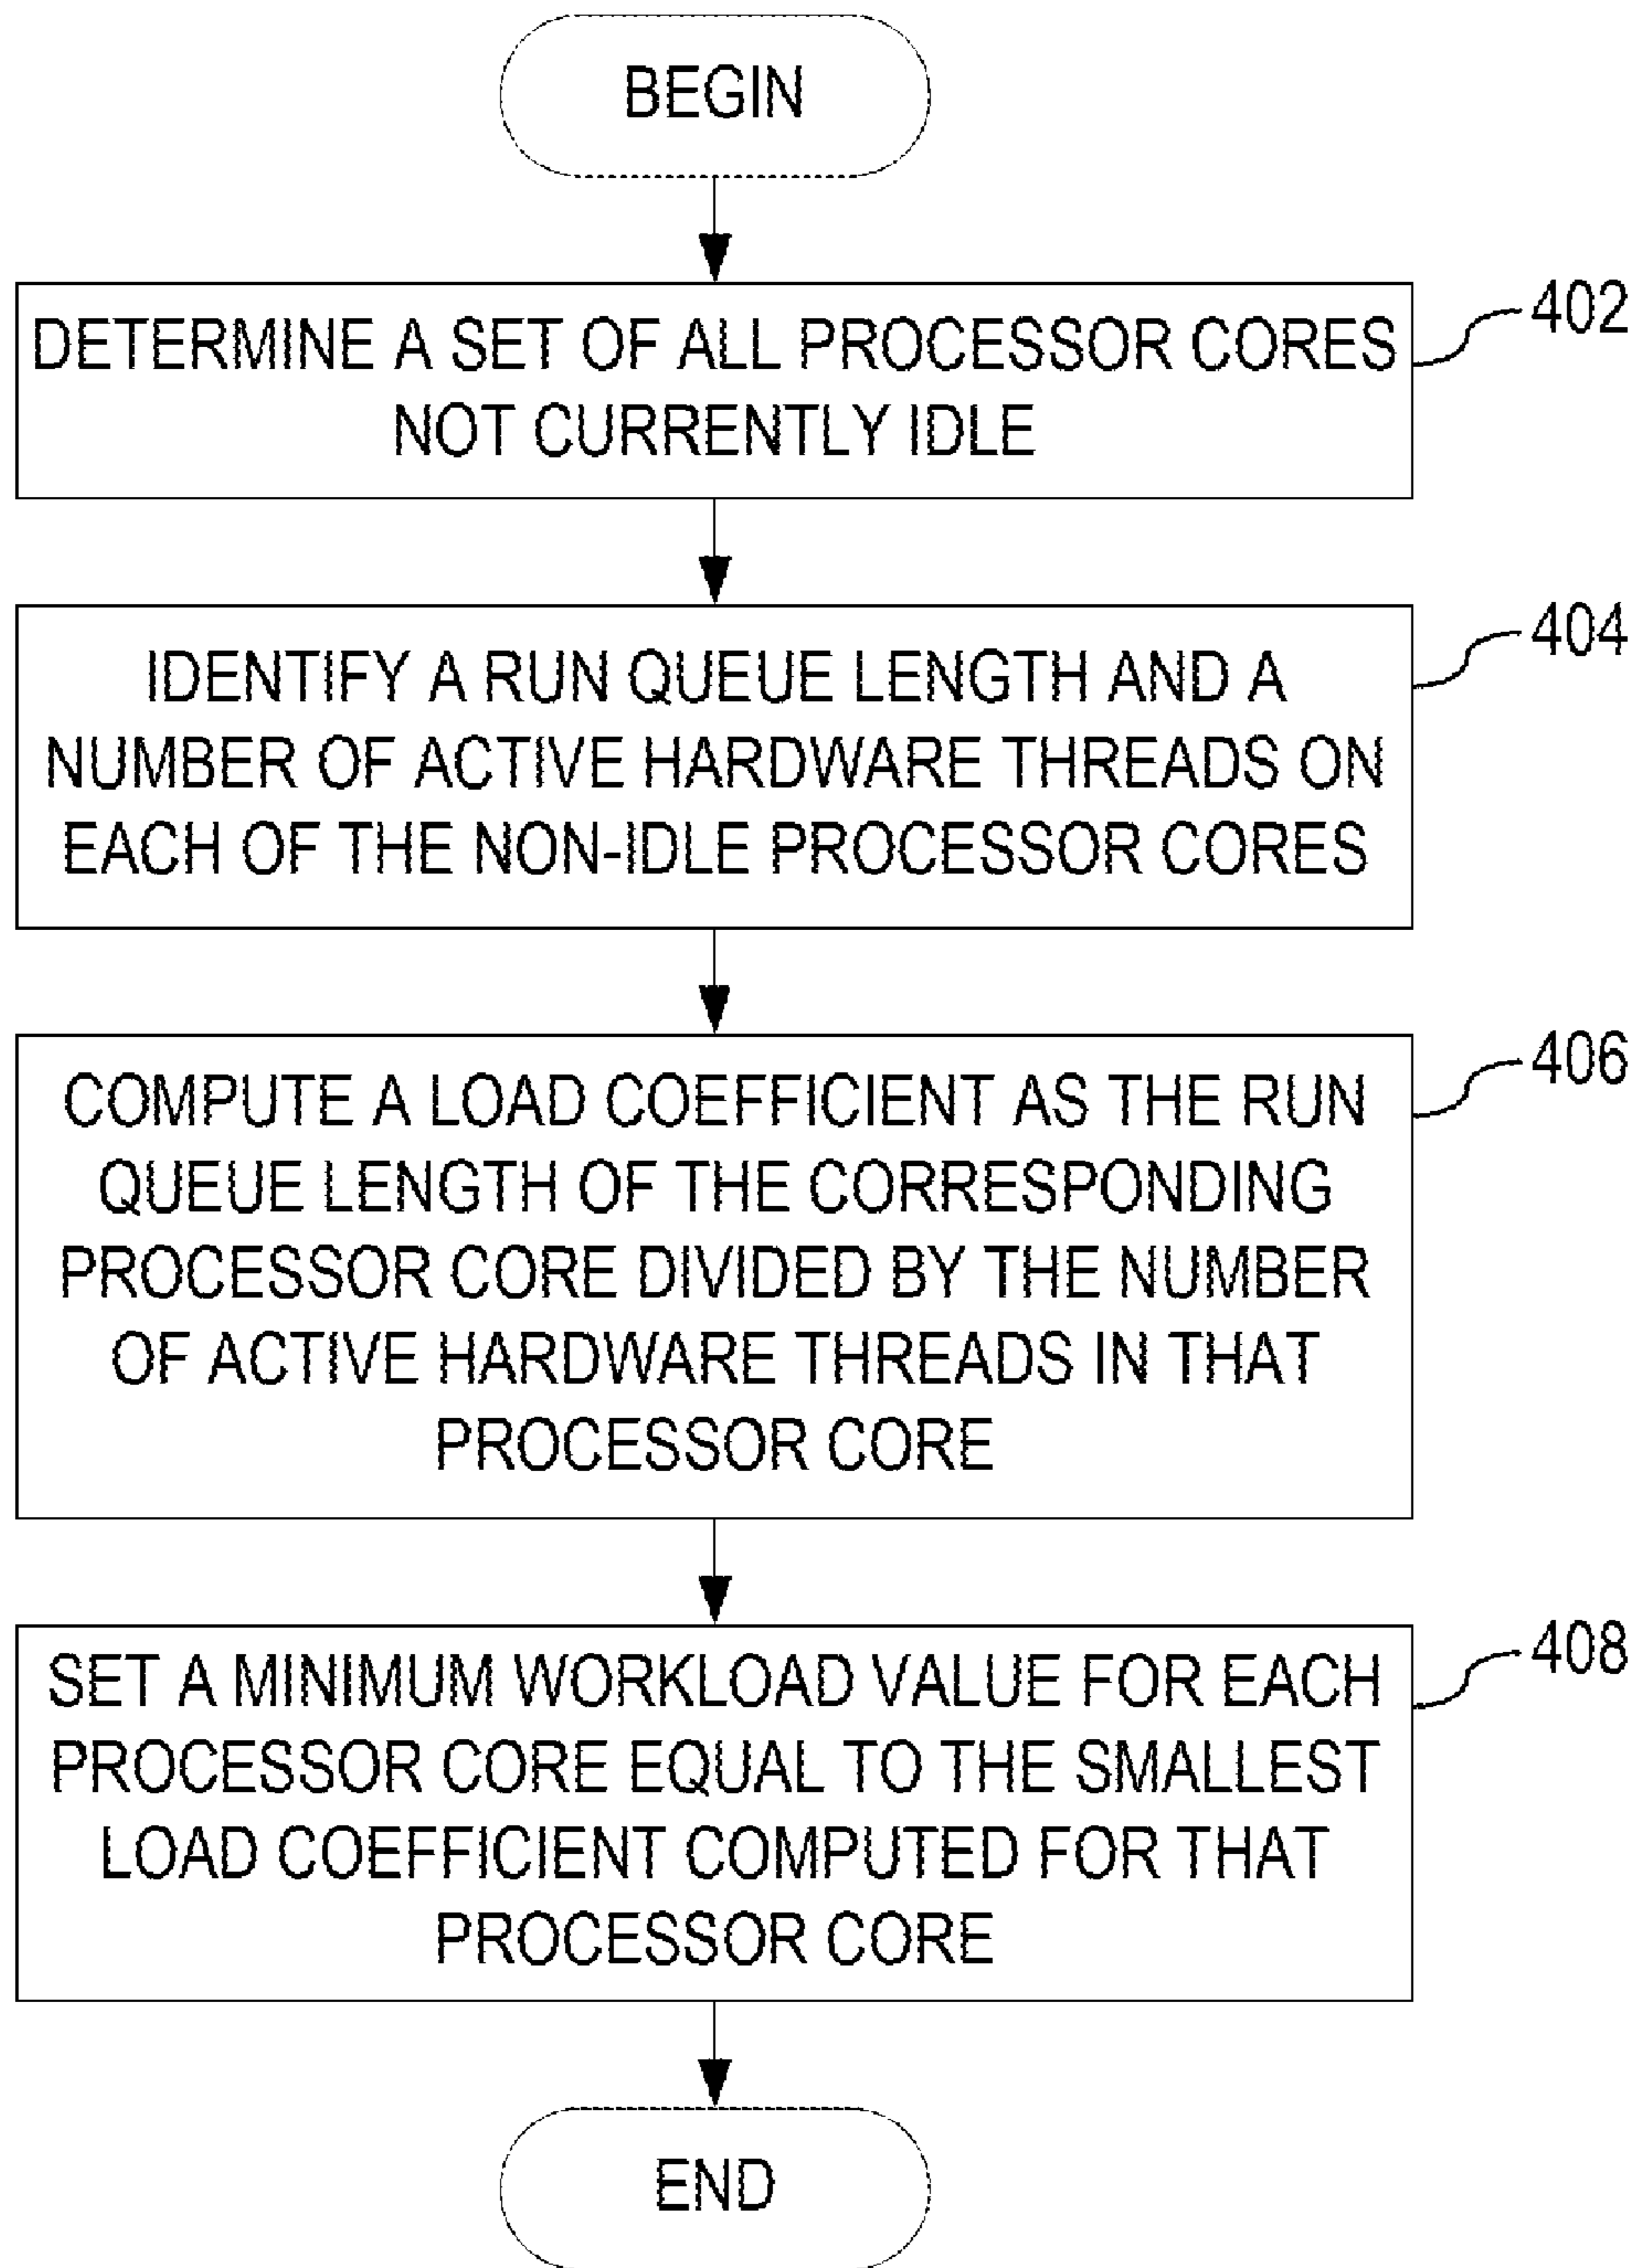 BEGIN
DETERMINE A SET OF ALL PROCESSOR CORES
NOT CURRENTLY IDLE
402
IDENTIFY A RUN QUEUE LENGTH AND A
NUMBER OF ACTIVE HARDWARE THREADS ON
EACH OF THE NON-IDLE PROCESSOR CORES
404
COMPUTE A LOAD COEFFICIENT AS THE RUN
QUEUE LENGTH OF THE CORRESPONDING
PROCESSOR CORE DIVIDED BY THE NUMBER
OF ACTIVE HARDWARE THREADS IN THAT
PROCESSOR CORE
406
SET A MINIMUM WORKLOAD VALUE FOR EACH
PROCESSOR CORE EQUAL TO THE SMALLEST
LOAD COEFFICIENT COMPUTED FOR THAT
PROCESSOR CORE
408
END